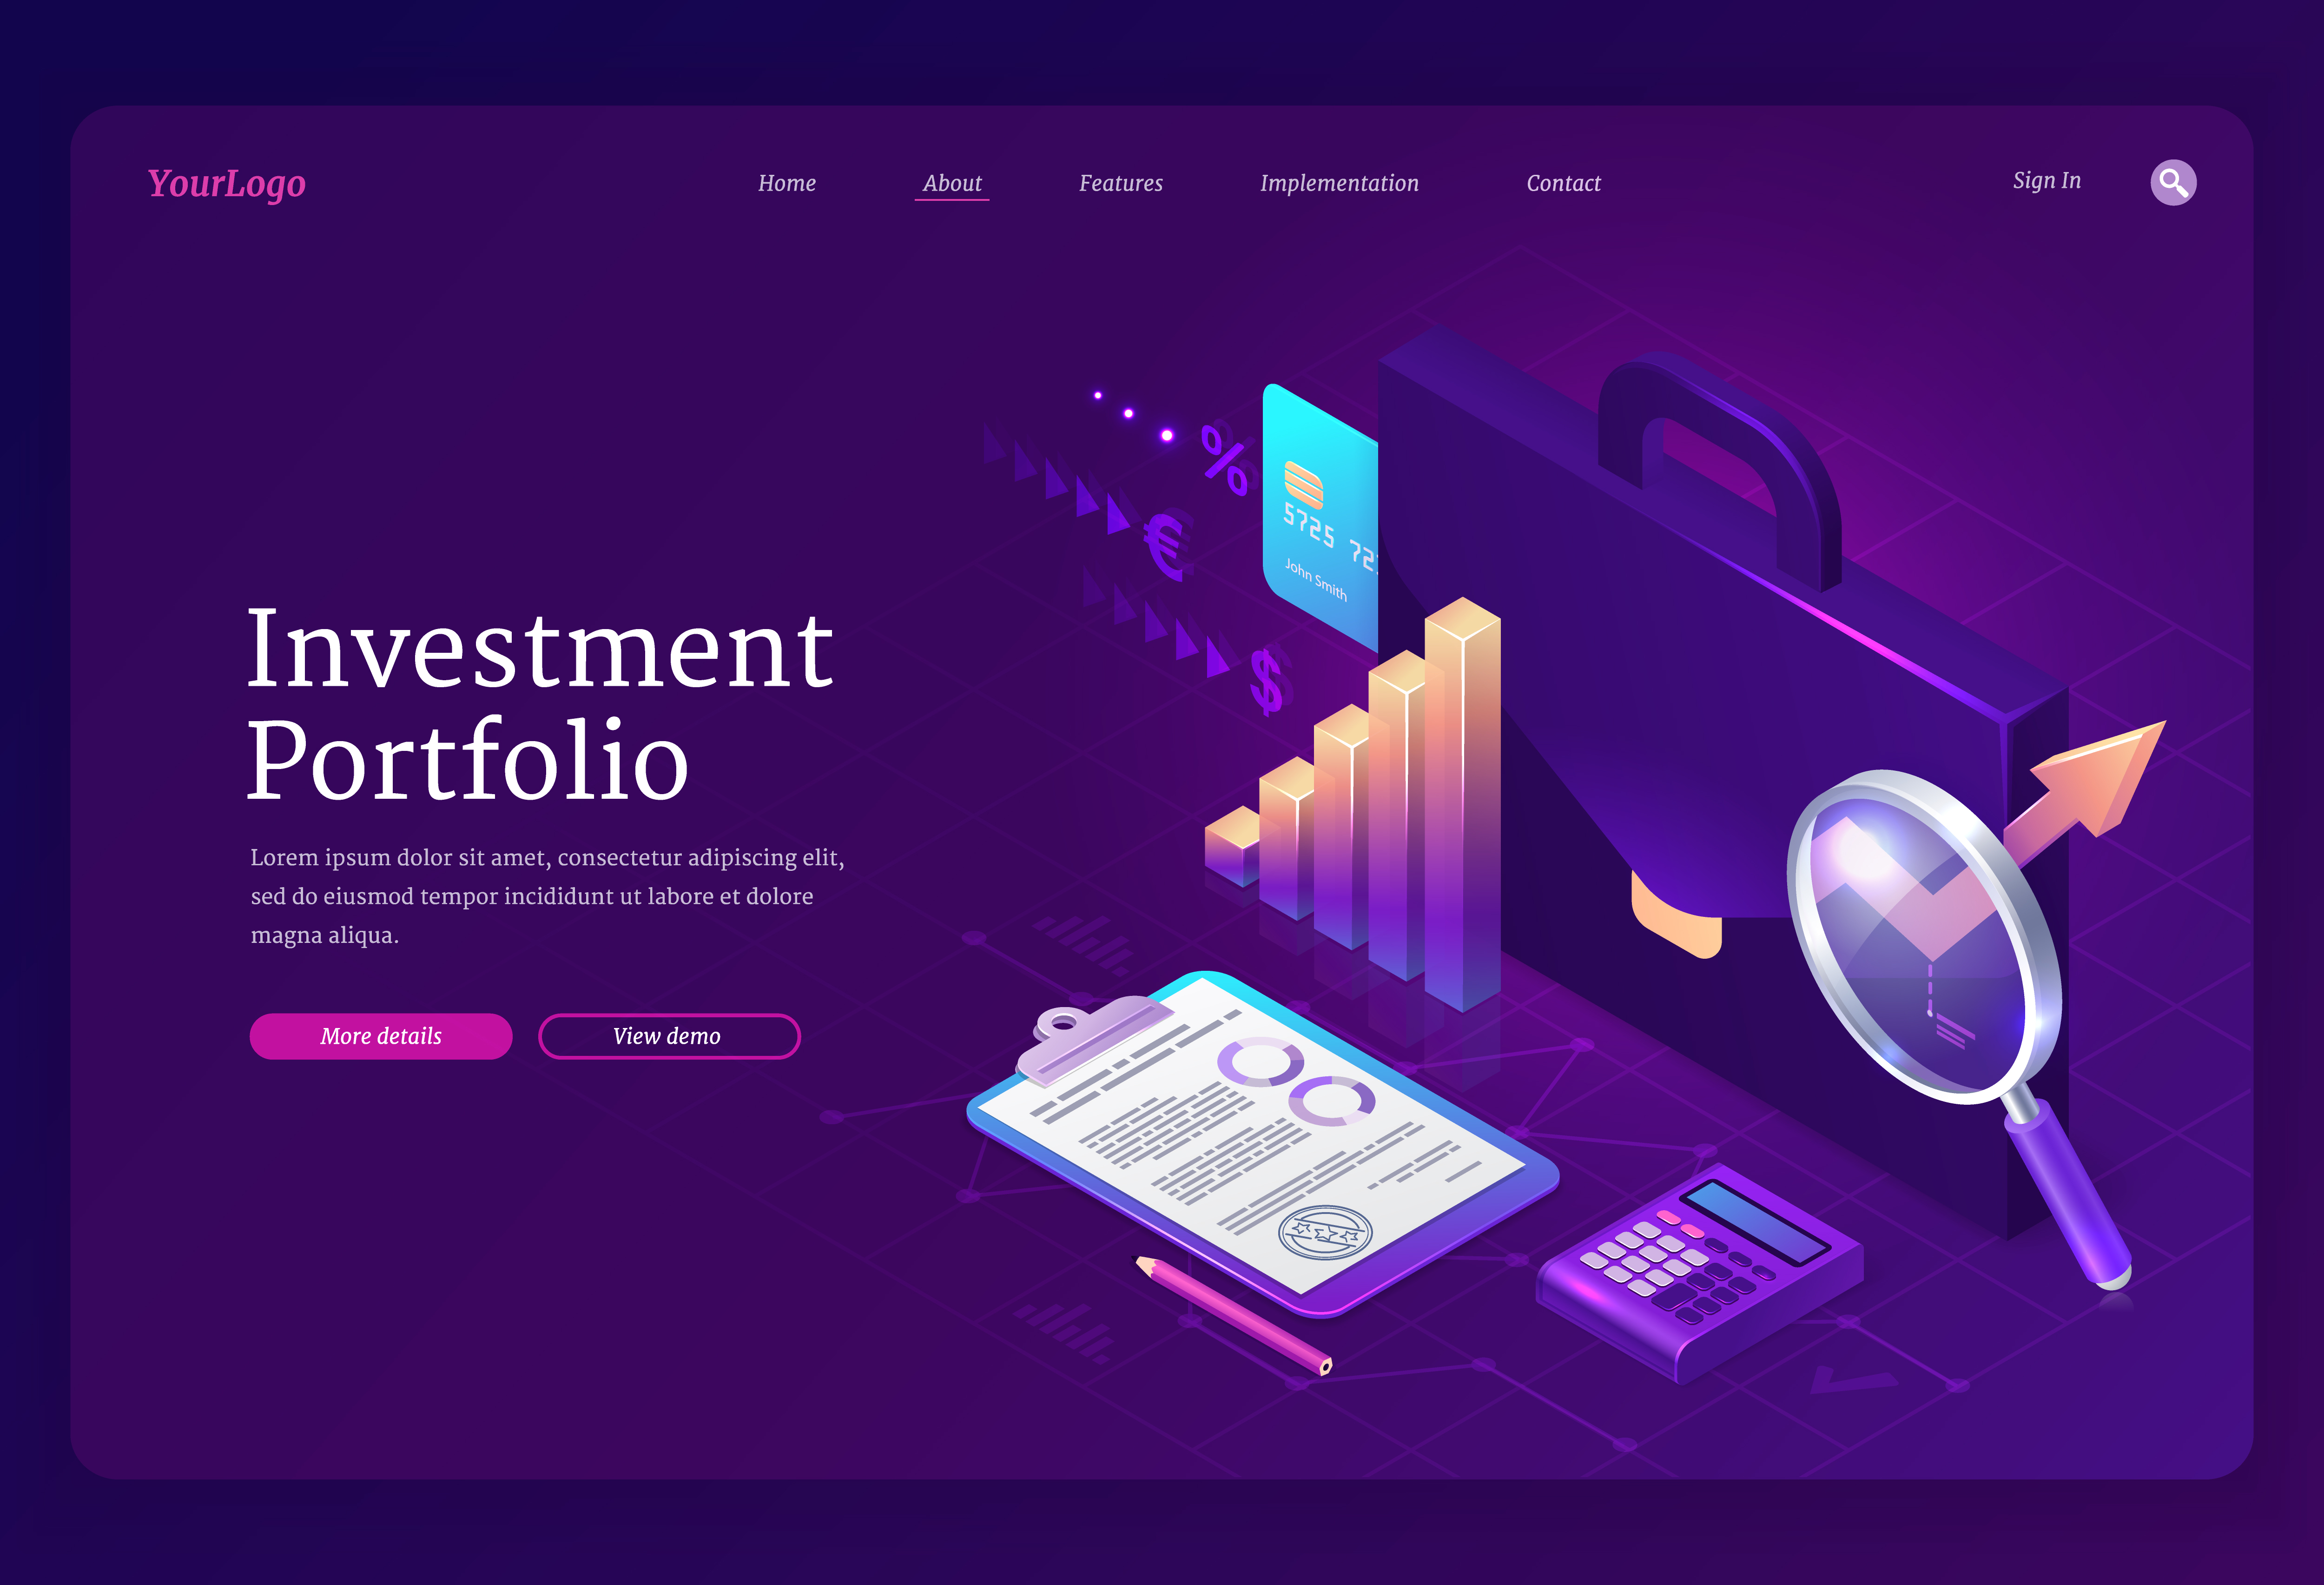 YourLogo
Home
About
Features
Implementation
Contact
Sign In
%
€
$
5725 72
John Smith
Investment
Portfolio
Lorem ipsum dolor sit amet, consectetur adipiscing elit,
sed do eiusmod tempor incididunt ut labore et dolore
magna aliqua.
More details
View demo